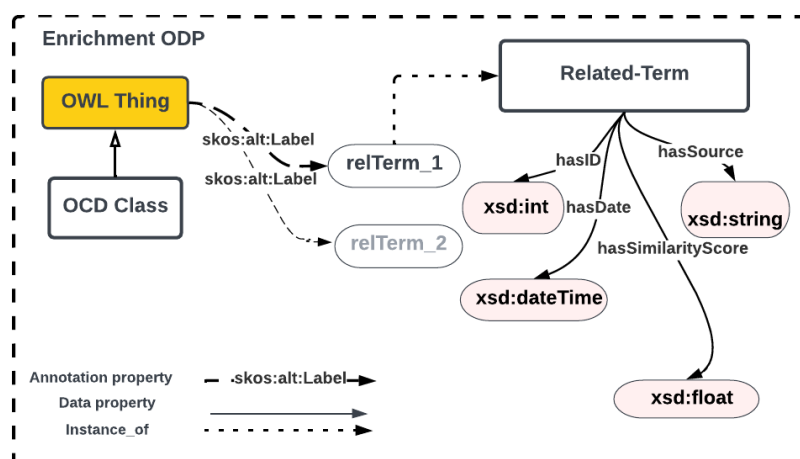 Enrichment ODP
OWL Thing
Related-Term
skos:alt:Label
relTerm_1
hasID
hasSource
skos:alt:Label
OCD Class
xsd:int
hasDate
xsd:string
relTerm_2
hasSimilarityScore
xsd:dateTime
Annotation property
skos:alt:Label
Data property
xsd:float
Instance_of